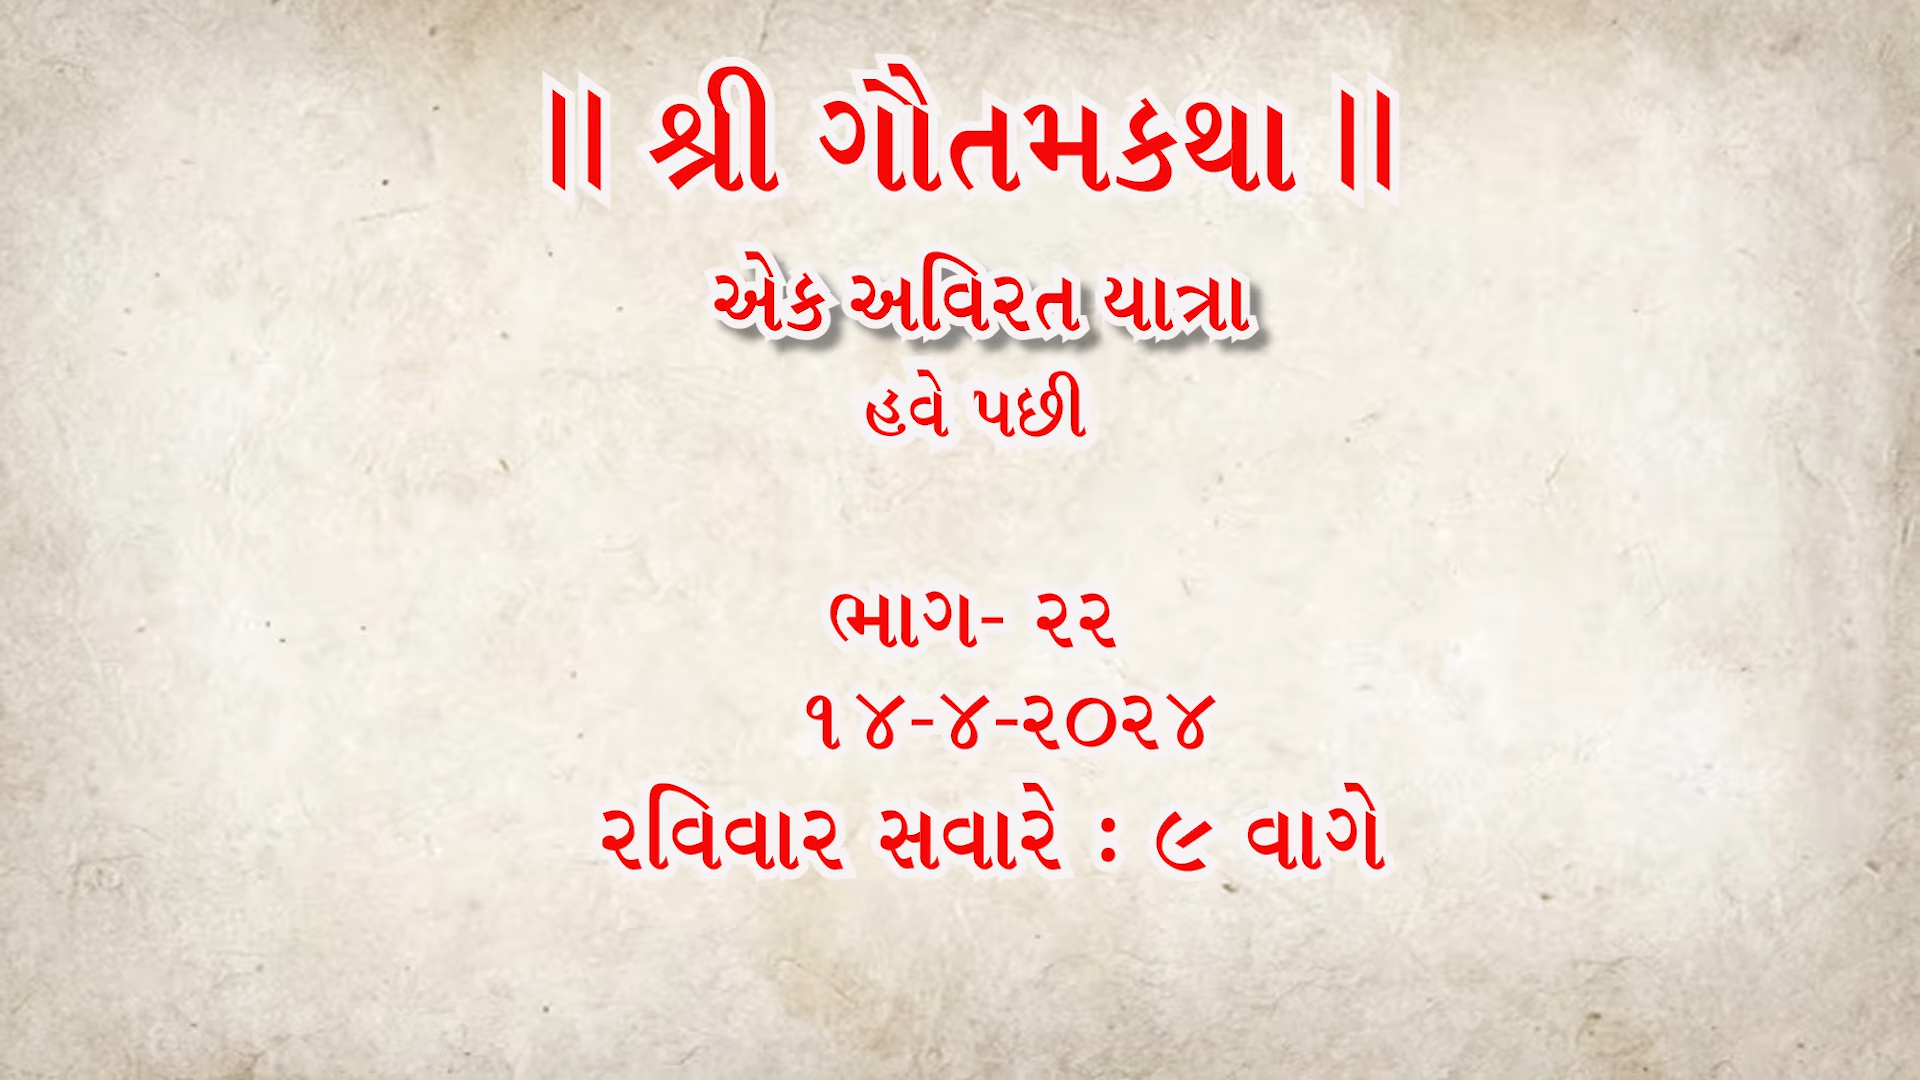 ॥ શ્રી ગૌતમકથા ॥
એક અવિરત યાત્રા
હવે પછી
ભાગ- ૨૨
૧૪-૪-૨૦૨૪
રવિવાર સવારે : ૯ વાગે